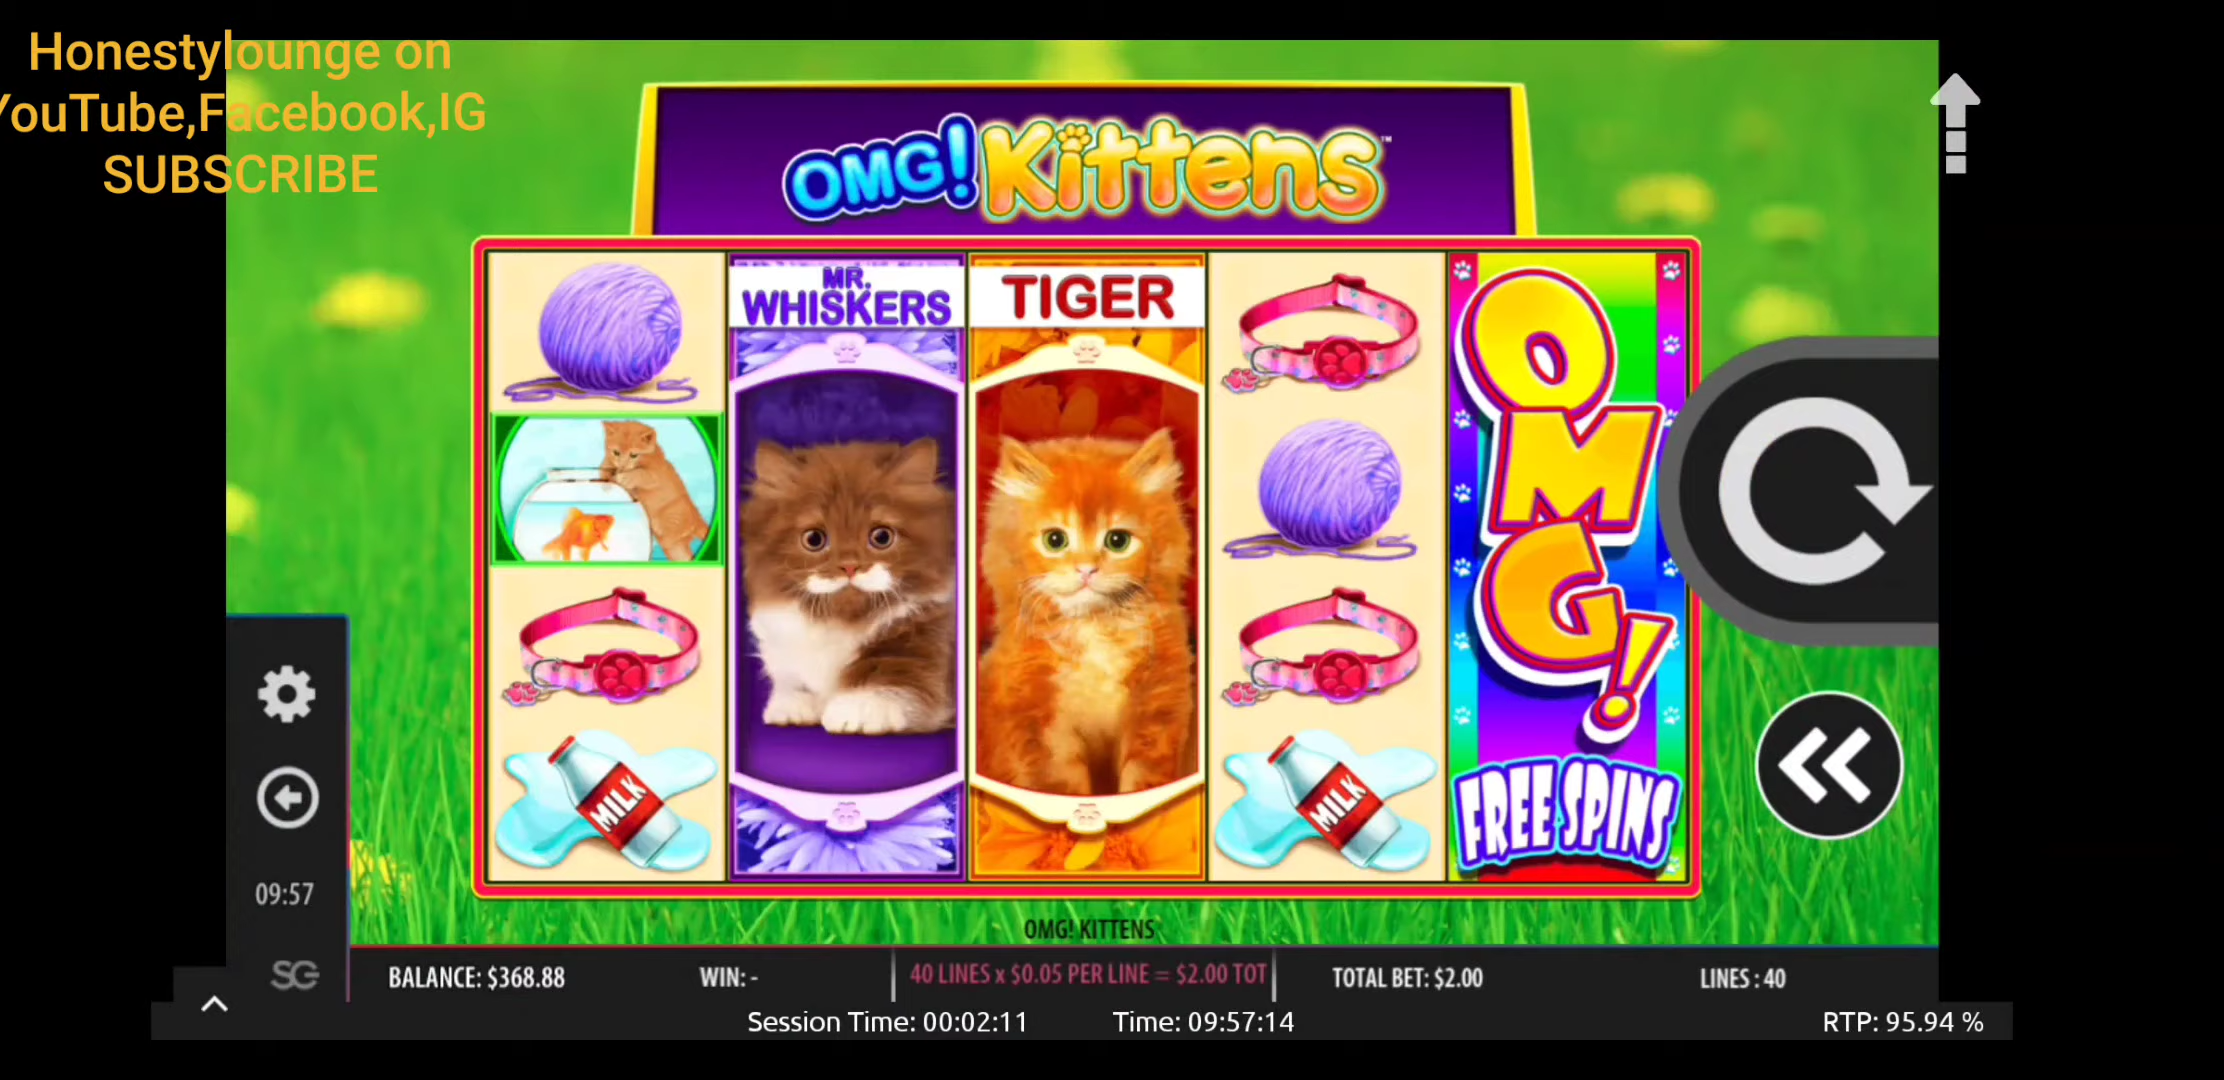 Honestylounge on
YouTube,Facebook,IG
SUBSCRIBE
OMG! Kittens™
MR.
WHISKERS
TIGER
OMG!
FREE SPINS
MILK
MILK
09:57
SG
OMG! KITTENS
BALANCE: $368.88
WIN: -
40 LINES x $0.05 PER LINE = $2.00 TOT
TOTAL BET: $2.00
LINES : 40
Session Time: 00:02:11
Time: 09:57:14
RTP: 95.94 %